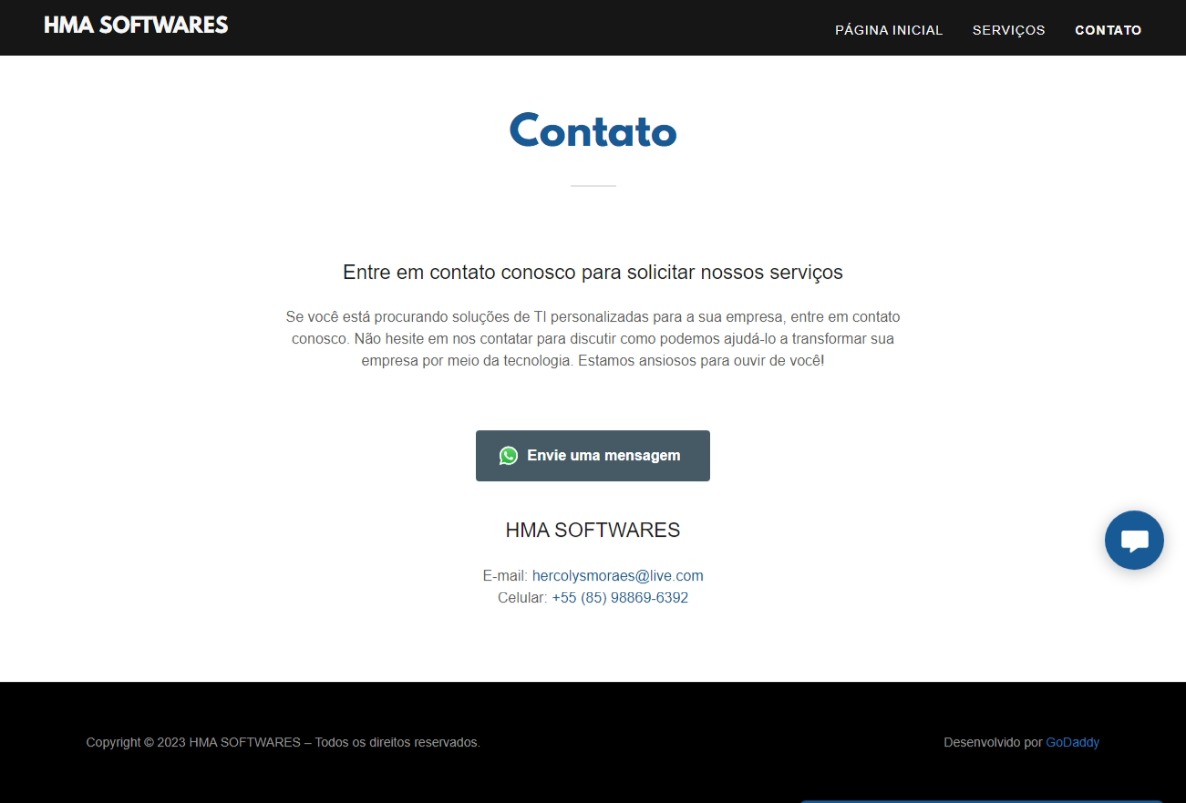 HMA SOFTWARES
PÁGINA INICIAL SERVIÇOS CONTATO
Contato
Entre em contato conosco para solicitar nossos serviços
Se você está procurando soluções de TI personalizadas para a sua empresa, entre em contato
conosco. Não hesite em nos contatar para discutir como podemos ajudá-lo a transformar sua
empresa por meio da tecnologia. Estamos ansiosos para ouvir de você!
Envie uma mensagem
HMA SOFTWARES
E-mail: hercolysmoraes@live.com
Celular: +55 (85) 98869-6392
Copyright © 2023 HMA SOFTWARES – Todos os direitos reservados.
Desenvolvido por GoDaddy